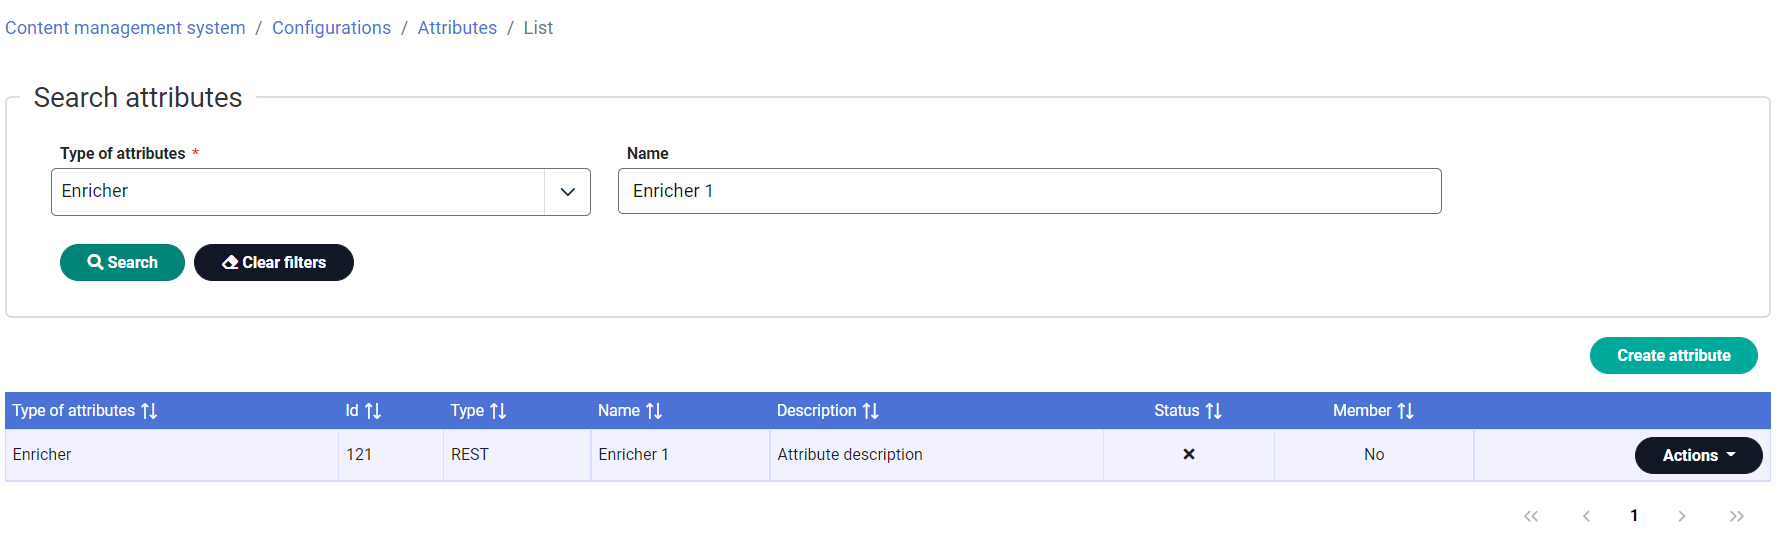 Content management system / Configurations / Attributes / List
Search attributes
Type of attributes * Name
Enricher Enricher 1
Search Clear filters
Create attribute
Type of attributes Id Type Name Description Status Member
Enricher 121 REST Enricher 1 Attribute description No Actions
1